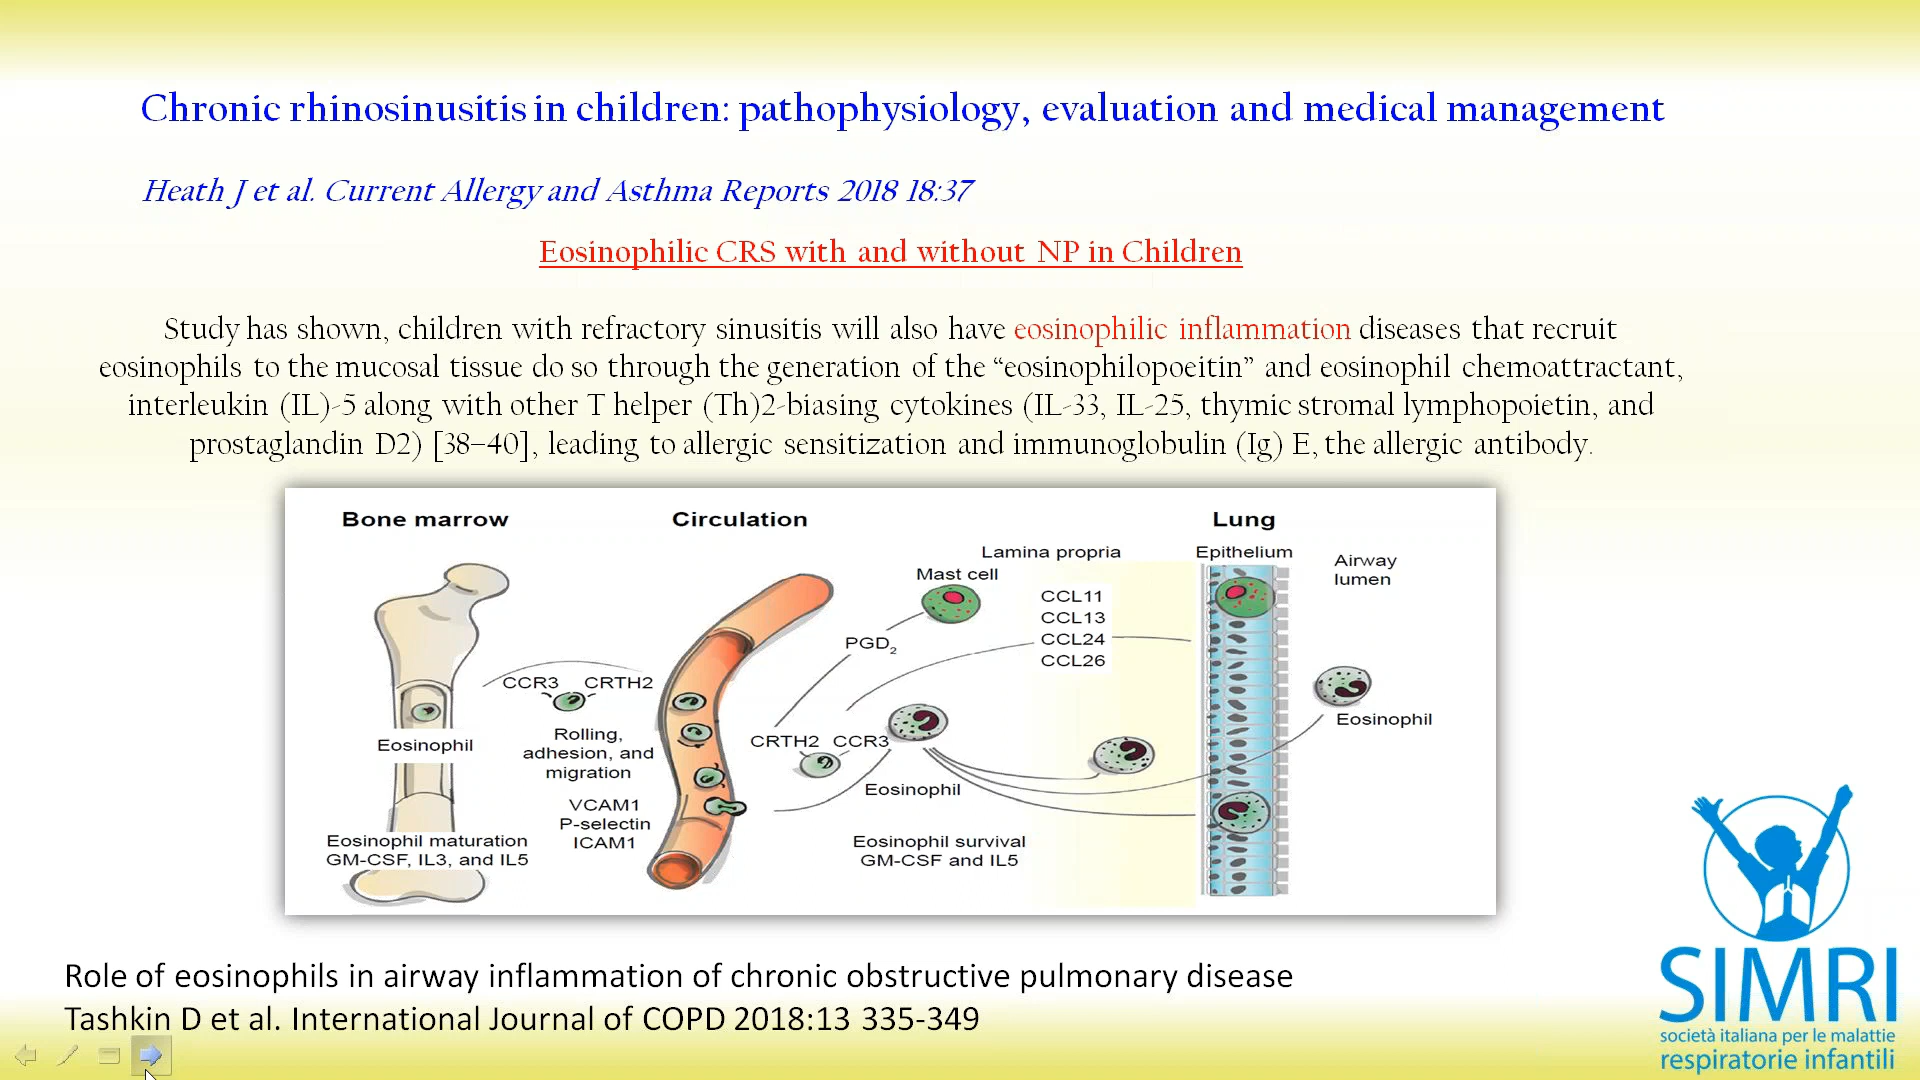 Chronic rhinosinusitis in children: pathophysiology, evaluation and medical management
Heath J et al. Current Allergy and Asthma Reports 2018 18:37
Eosinophilic CRS with and without NP in Children
Study has shown, children with refractory sinusitis will also have eosinophilic inflammation diseases that recruit
eosinophils to the mucosal tissue do so through the generation of the “eosinophilopoeitin” and eosinophil chemoattractant,
interleukin (IL)-5 along with other T helper (Th)2-biasing cytokines (IL-33, IL-25, thymic stromal lymphopoietin, and
prostaglandin D2) [38–40], leading to allergic sensitization and immunoglobulin (Ig) E, the allergic antibody.
Bone marrow
Circulation
Lung
Lamina propria
Epithelium
Airway
lumen
Mast cell
CCL11
CCL13
CCL24
CCL26
PGD2
CCR3 CRTH2
Eosinophil
Rolling,
adhesion, and
migration
CRTH2 CCR3
Eosinophil
Eosinophil
VCAM1
P-selectin
ICAM1
Eosinophil maturation
GM-CSF, IL3, and IL5
Eosinophil survival
GM-CSF and IL5
Role of eosinophils in airway inflammation of chronic obstructive pulmonary disease
Tashkin D et al. International Journal of COPD 2018:13 335-349
SIMRI
società italiana per le malattie
respiratorie infantili